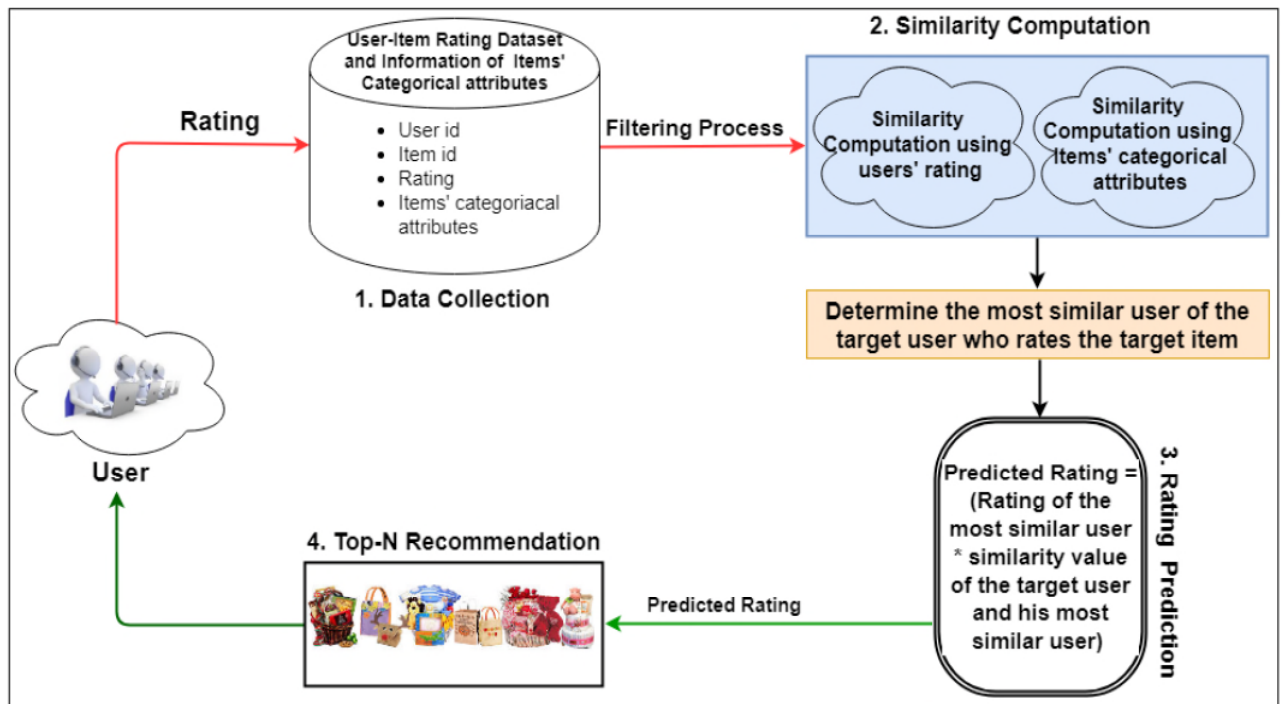 2. Similarity Computation
User-Item Rating Dataset
and Information of Items'
Categorical attributes
• User id
• Item id
• Rating
• Items' categoriacal
attributes
Rating
Filtering Process
Similarity
Computation using
users' rating
Similarity
Computation using
Items' categorical
attributes
1. Data Collection
Determine the most similar user of the
target user who rates the target item
User
Predicted Rating =
(Rating of the
most similar user
* similarity value
of the target user
and his most
similar user)
3. Rating Prediction
4. Top-N Recommendation
Predicted Rating